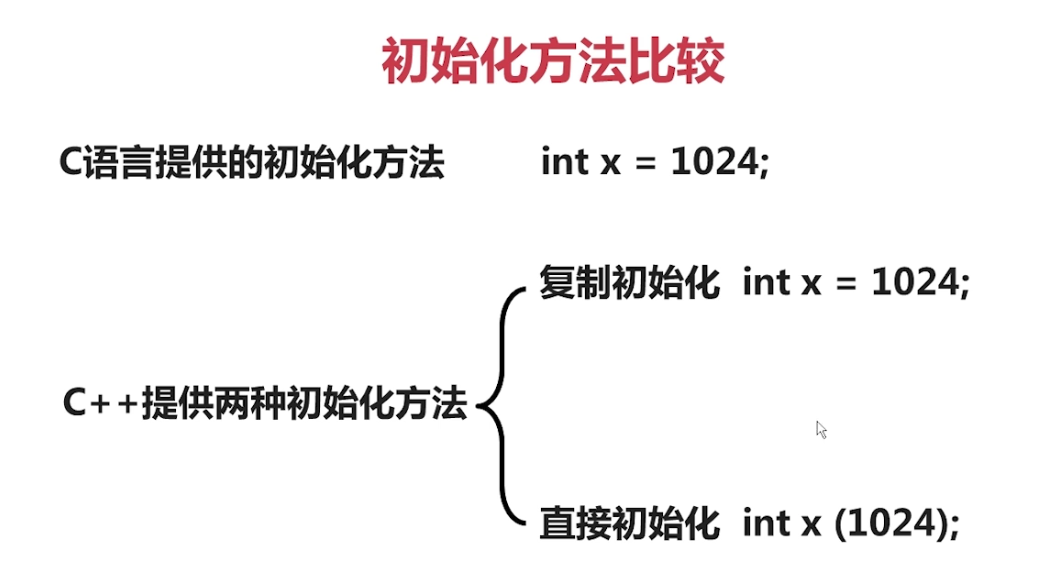 初始化方法比较
C语言提供的初始化方法 int x = 1024;
复制初始化 int x = 1024;
C++提供两种初始化方法
直接初始化 int x (1024);